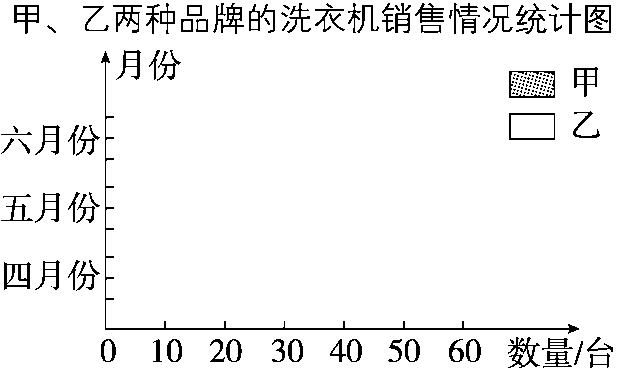 甲、乙两种品牌的洗衣机销售情况统计图
月份
甲
乙
六月份
五月份
四月份
0 10 20 30 40 50 60 数量/台